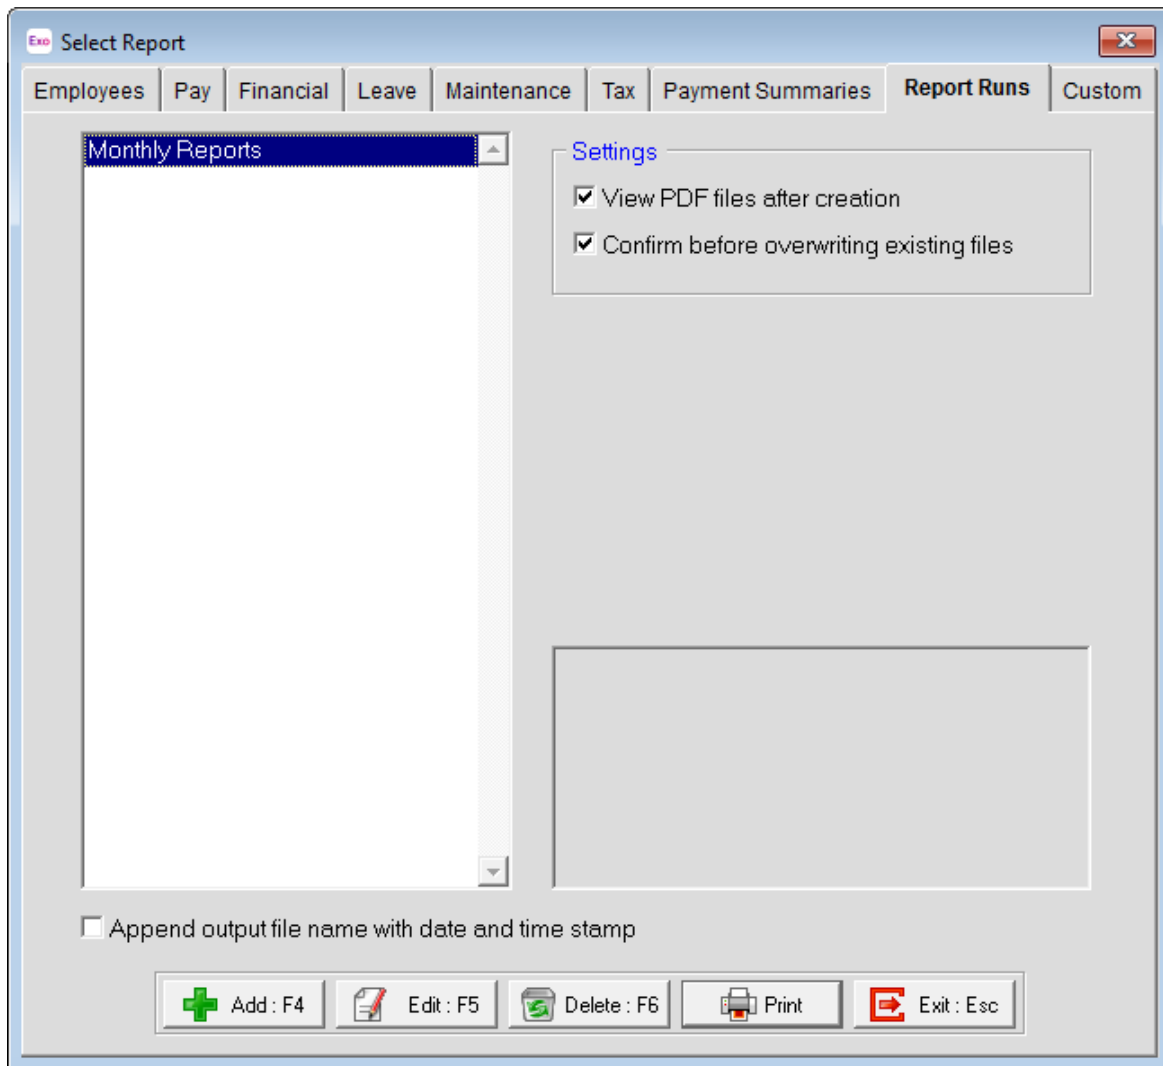 Exo Select Report
Employees Pay Financial Leave Maintenance Tax Payment Summaries Report Runs Custom
Monthly Reports
Settings
View PDF files after creation
Confirm before overwriting existing files
Append output file name with date and time stamp
Add : F4 Edit : F5 Delete : F6 Print Exit : Esc